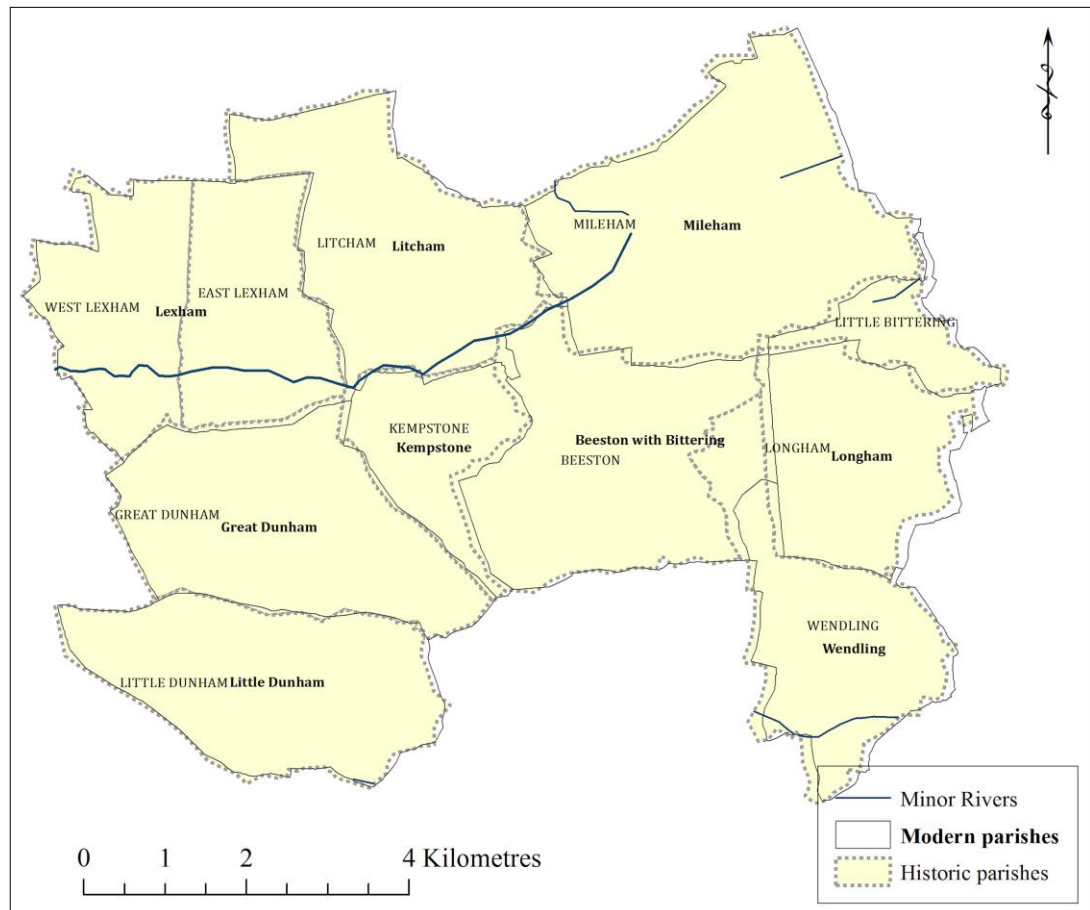 MILEHAM
Mileham
LITCHAM
Litcham
EAST LEXHAM
WEST LEXHAM
Lexham
LITTLE BITTERING
KEMPSTONE
Kempstone
Beeston with Bittering
BEESTON
LONGHAM
Longham
GREAT DUNHAM
Great Dunham
WENDLING
Wendling
LITTLE DUNHAM
Little Dunham
Minor Rivers
Modern parishes
Historic parishes
0 1 2 4 Kilometres